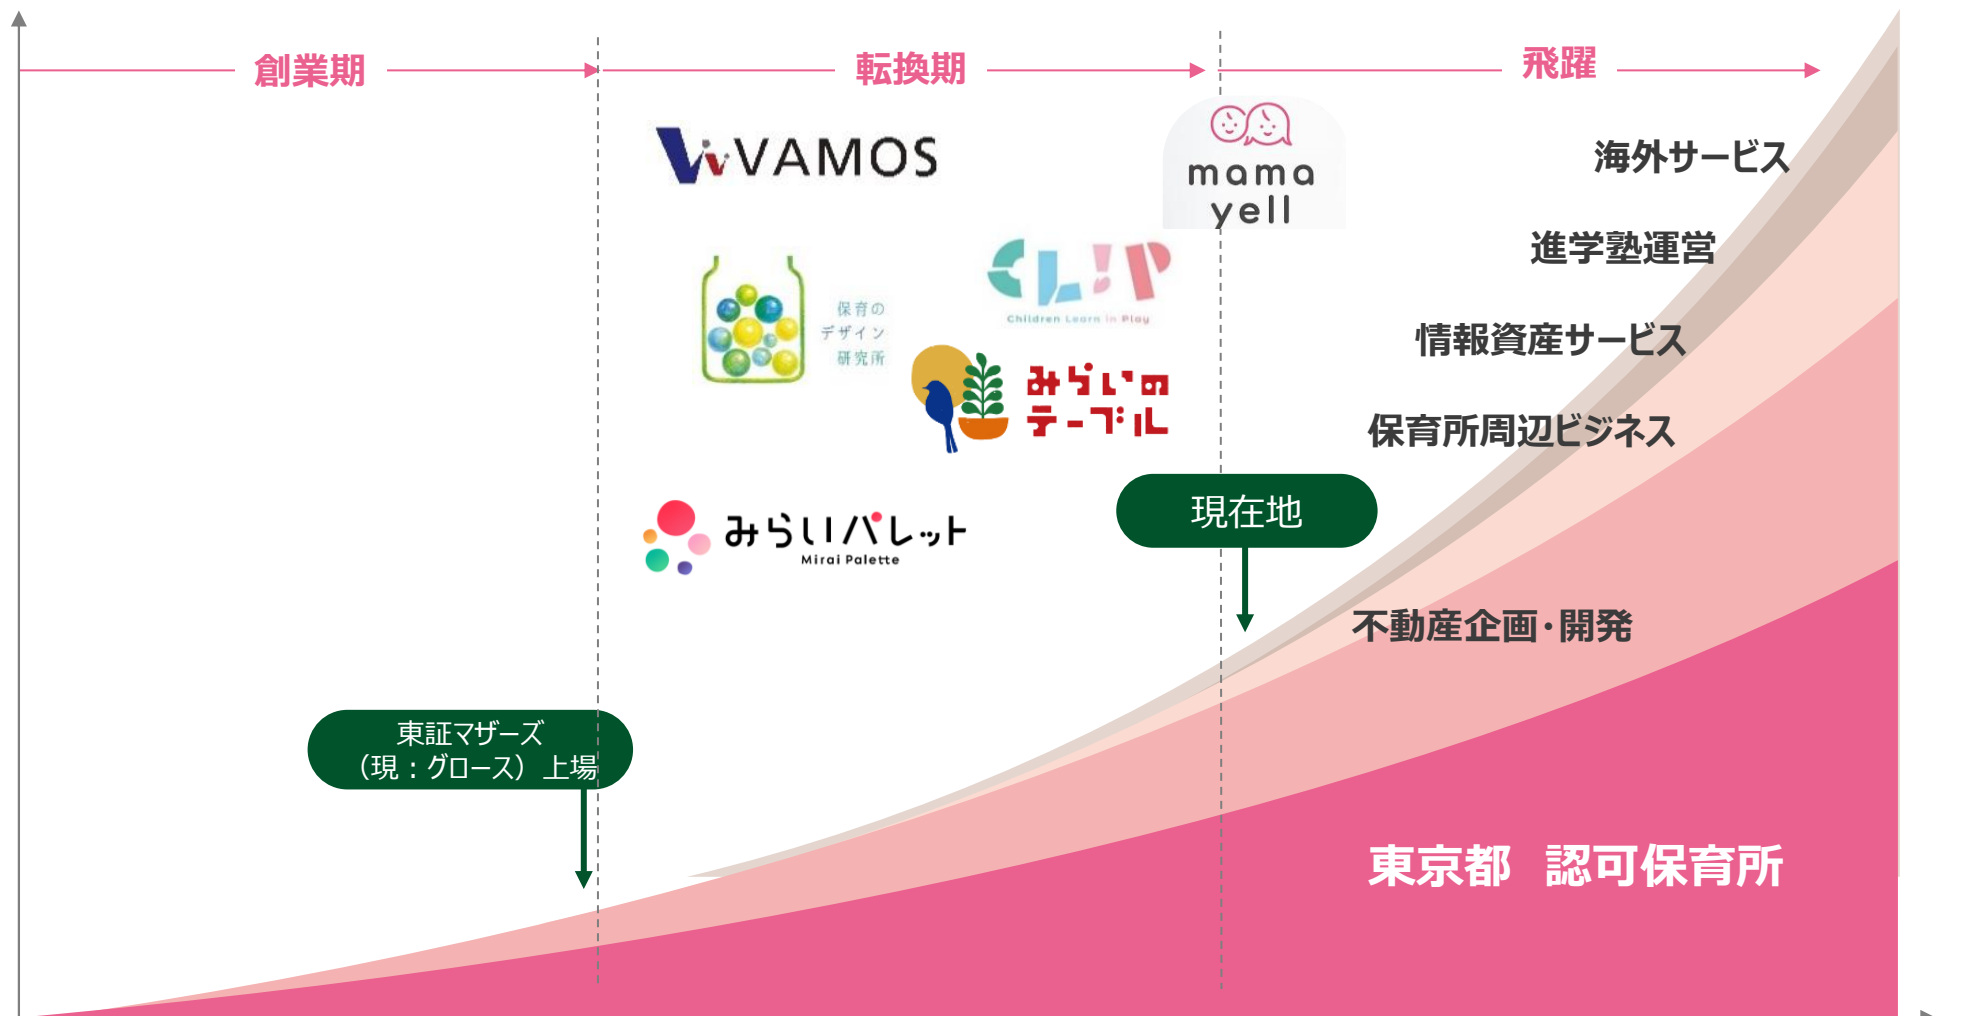 創業期
転換期
飛躍
VAMOS
mama
yell
海外サービス
進学塾運営
CL!P
Children Learn in Play
保育の
デザイン
研究所
情報資産サービス
みらいの
テーブル
保育所周辺ビジネス
現在地
みらいパレット
Mirai Palette
不動産企画・開発
東証マザーズ
（現：グロース）上場
東京都 認可保育所